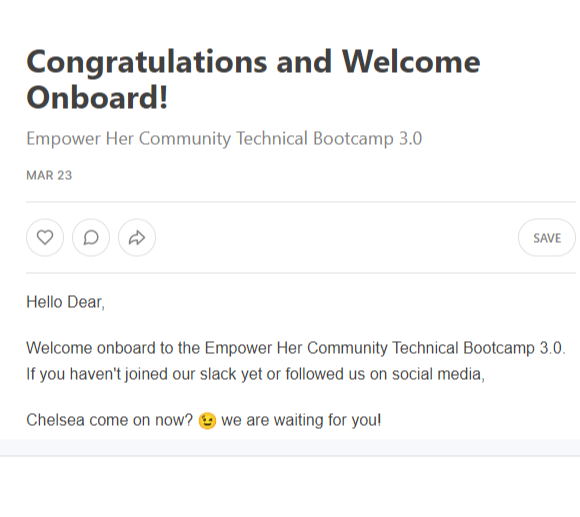 Congratulations and Welcome
Onboard!
Empower Her Community Technical Bootcamp 3.0
MAR 23
SAVE
Hello Dear,
Welcome onboard to the Empower Her Community Technical Bootcamp 3.0.
If you haven't joined our slack yet or followed us on social media,
Chelsea come on now? 😉 we are waiting for you!